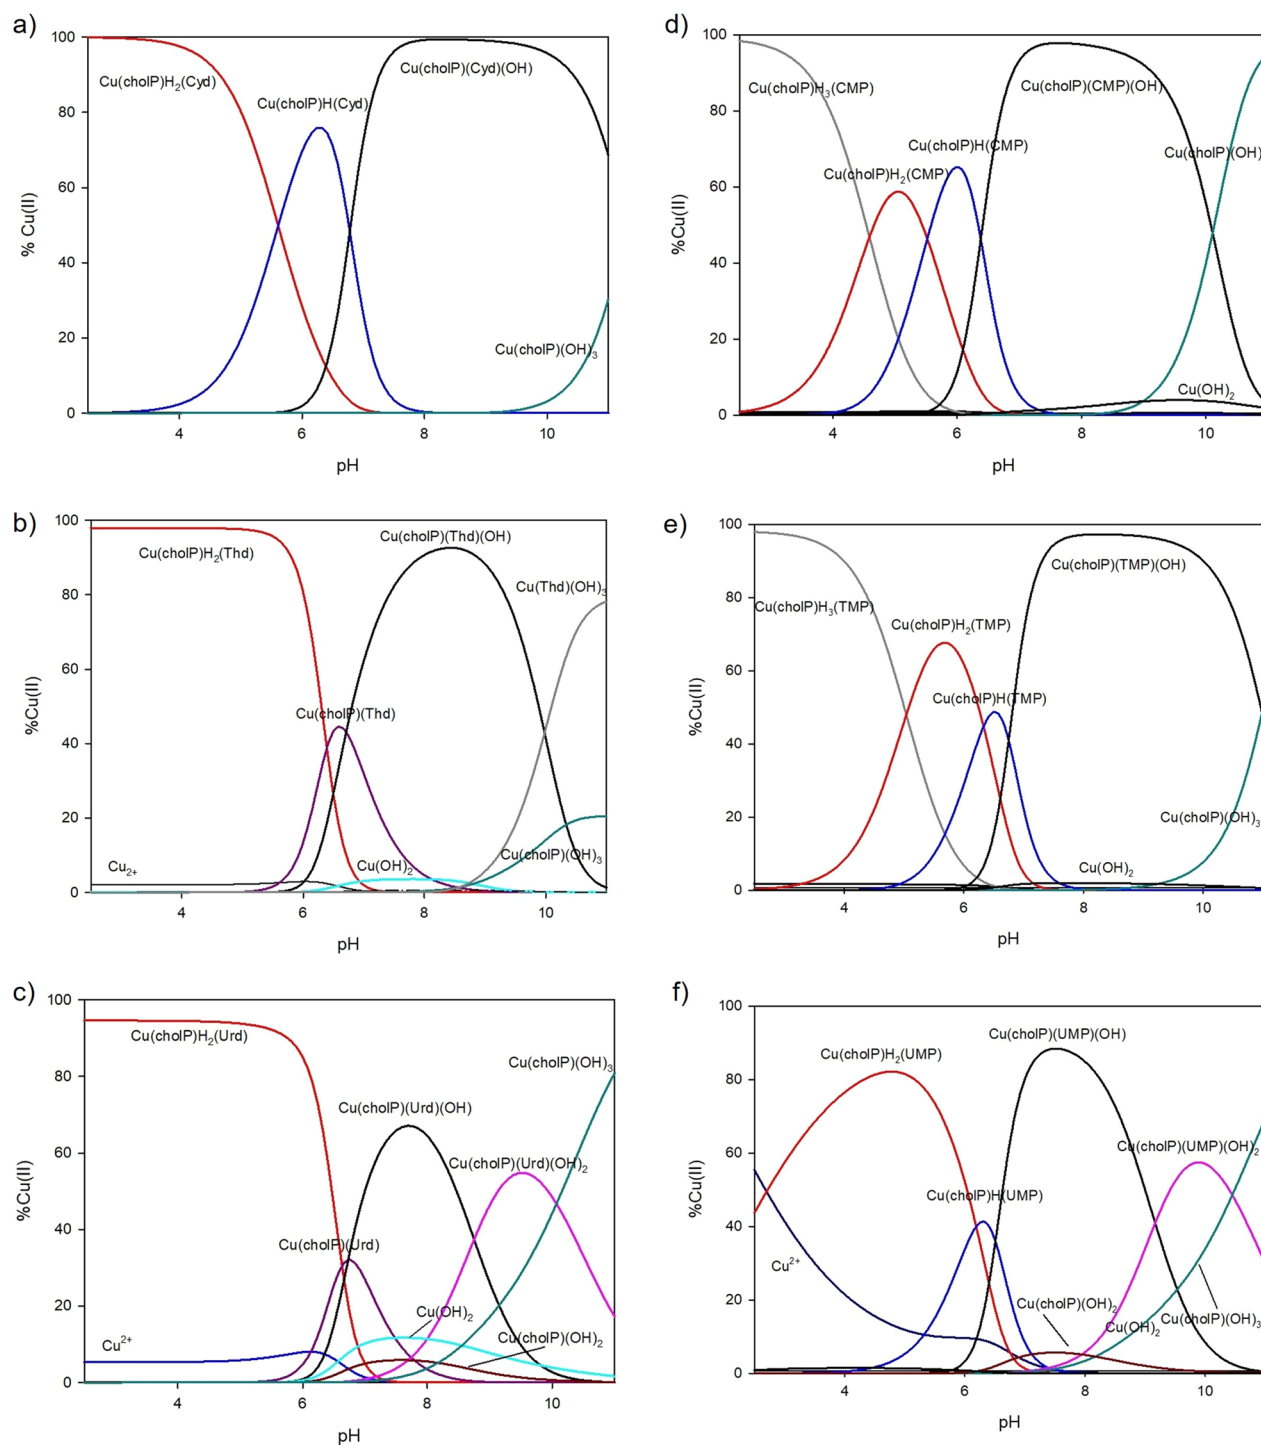 a)
100
80
60
40
20
0
% Cu(II)
Cu(cholP)H₂(Cyd)
Cu(cholP)H(Cyd)
Cu(cholP)(Cyd)(OH)
Cu(cholP)(OH)₃
4 6 8 10
pH
d)
100
80
60
40
20
0
%Cu(II)
Cu(cholP)H₃(CMP)
Cu(cholP)H₂(CMP)
Cu(cholP)H(CMP)
Cu(cholP)(CMP)(OH)
Cu(cholP)(OH)
Cu(OH)₂
4 6 8 10
pH
b)
100
80
60
40
20
0
%Cu(II)
Cu(cholP)H₂(Thd)
Cu(cholP)(Thd)(OH)
Cu(Thd)(OH)₃
Cu(cholP)(Thd)
Cu₂₊
Cu(OH)₂
Cu(cholP)(OH)₃
4 6 8 10
pH
e)
100
80
60
40
20
0
%Cu(II)
Cu(cholP)H₃(TMP)
Cu(cholP)H₂(TMP)
Cu(cholP)H(TMP)
Cu(cholP)(TMP)(OH)
Cu(cholP)(OH)₃
Cu(OH)₂
4 6 8 10
pH
c)
100
80
60
40
20
0
%Cu(II)
Cu(cholP)H₂(Urd)
Cu(cholP)(OH)₃
Cu(cholP)(Urd)(OH)
Cu(cholP)(Urd)(OH)₂
Cu(cholP)(Urd)
Cu(OH)₂
Cu(cholP)(OH)₂
Cu²⁺
4 6 8 10
pH
f)
100
80
60
40
20
0
%Cu(II)
Cu(cholP)(UMP)(OH)
Cu(cholP)H₂(UMP)
Cu(cholP)(UMP)(OH)₂
Cu(cholP)H(UMP)
Cu²⁺
Cu(cholP)(OH)₂
Cu(OH)₂
Cu(cholP)(OH)₃
4 6 8 10
pH